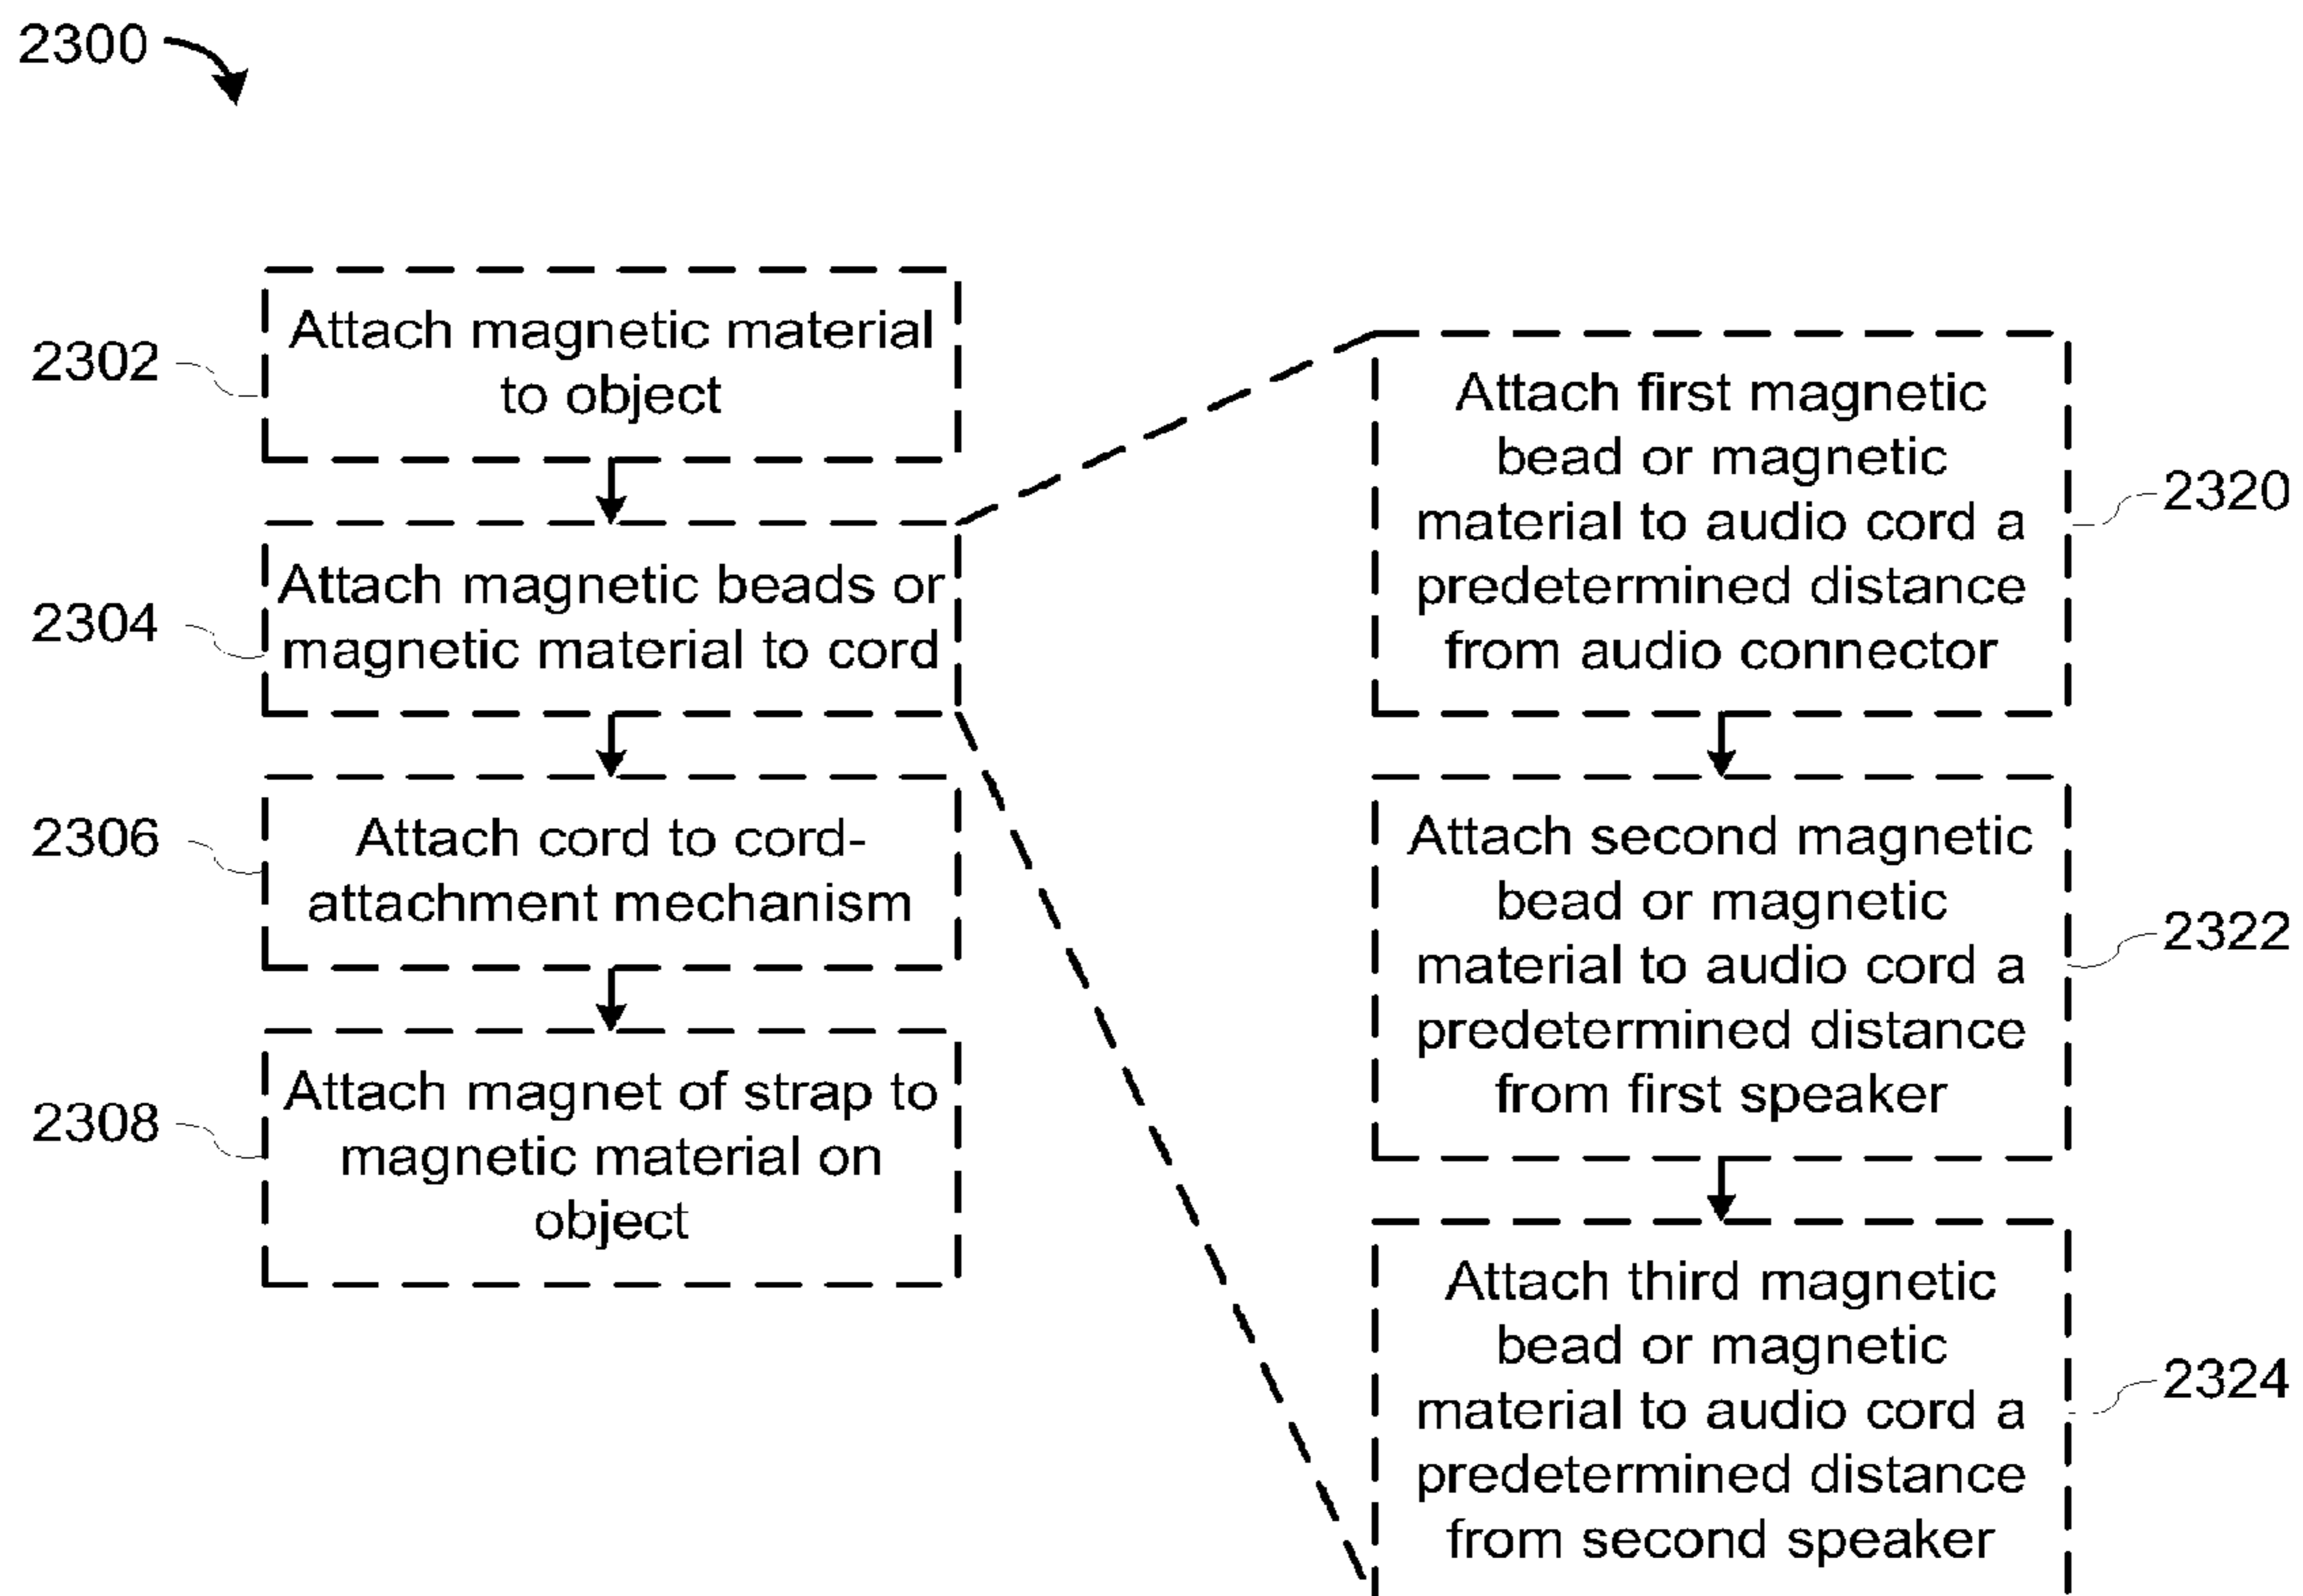 2300
2302
Attach magnetic material
to object
2304
Attach magnetic beads or
magnetic material to cord
2306
Attach cord to cord-
attachment mechanism
2308
Attach magnet of strap to
magnetic material on
object
Attach first magnetic
bead or magnetic
material to audio cord a
predetermined distance
from audio connector
2320
Attach second magnetic
bead or magnetic
material to audio cord a
predetermined distance
from first speaker
2322
Attach third magnetic
bead or magnetic
material to audio cord a
predetermined distance
from second speaker
2324